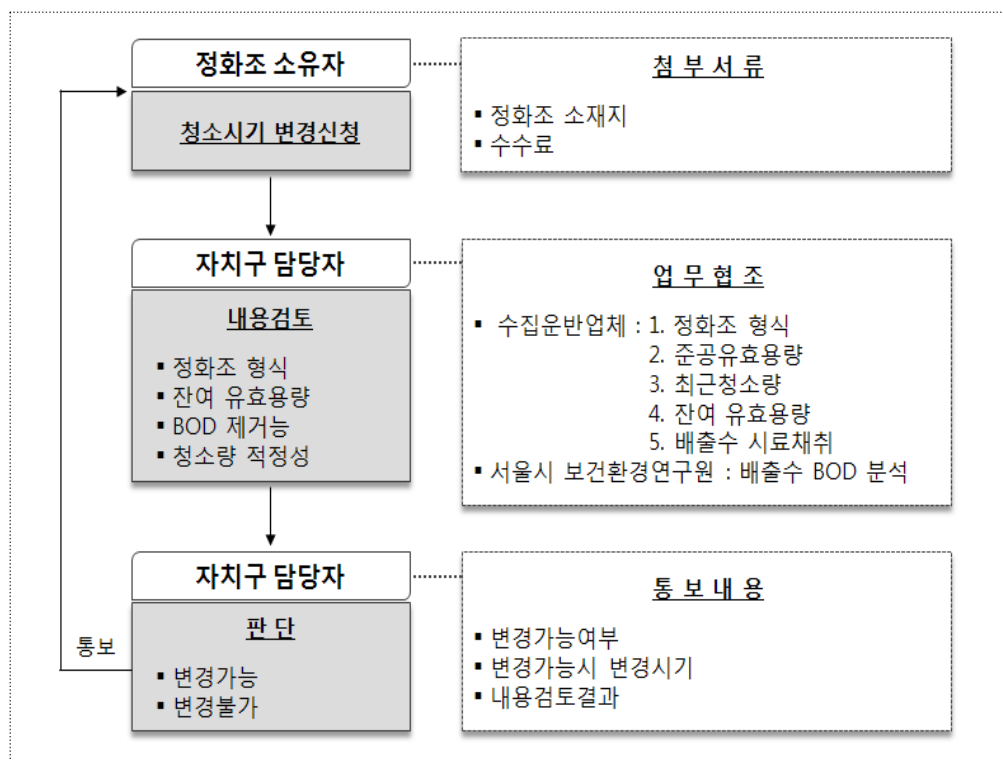 정화조 소유자
청소시기 변경신청
첨 부 서 류
▪ 정화조 소재지
▪ 수수료
자치구 담당자
내용검토
▪ 정화조 형식
▪ 잔여 유효용량
▪ BOD 제거능
▪ 청소량 적정성
업 무 협 조
▪ 수집운반업체 : 1. 정화조 형식
2. 준공유효용량
3. 최근청소량
4. 잔여 유효용량
5. 배출수 시료채취
▪ 서울시 보건환경연구원 : 배출수 BOD 분석
자치구 담당자
판 단
▪ 변경가능
▪ 변경불가
통보
통 보 내 용
▪ 변경가능여부
▪ 변경가능시 변경시기
▪ 내용검토결과